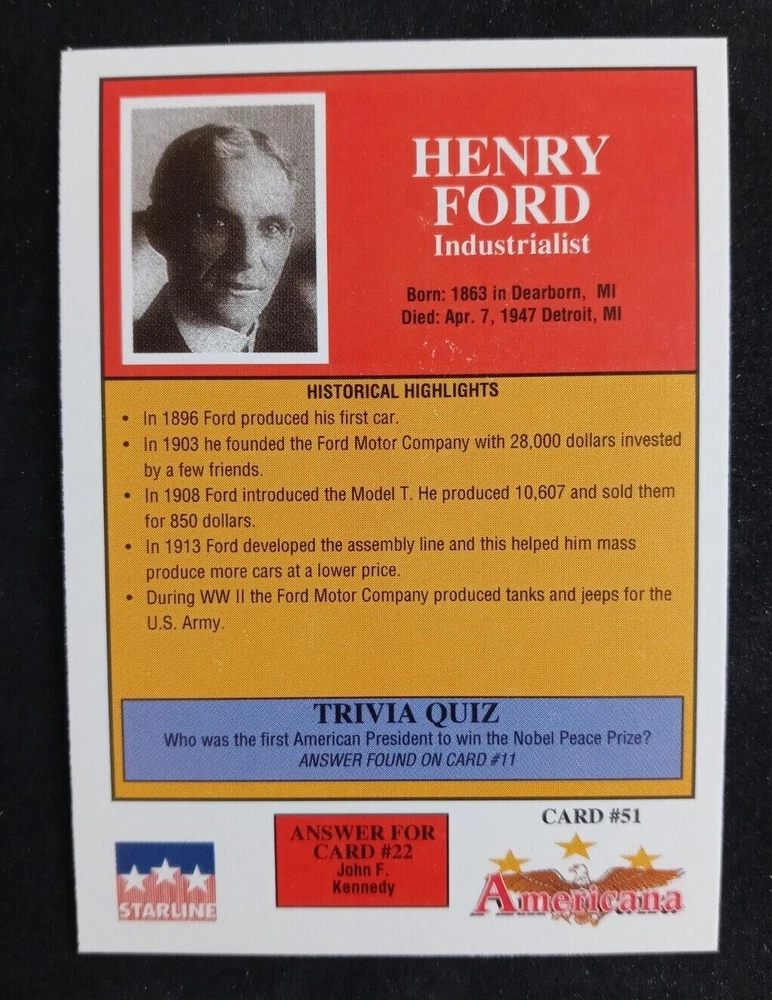 HENRY
FORD
Industrialist
Born: 1863 in Dearborn, MI
Died: Apr. 7, 1947 Detroit, MI
HISTORICAL HIGHLIGHTS
• In 1896 Ford produced his first car.
• In 1903 he founded the Ford Motor Company with 28,000 dollars invested
by a few friends.
• In 1908 Ford introduced the Model T. He produced 10,607 and sold them
for 850 dollars.
• In 1913 Ford developed the assembly line and this helped him mass
produce more cars at a lower price.
• During WW II the Ford Motor Company produced tanks and jeeps for the
U.S. Army.
TRIVIA QUIZ
Who was the first American President to win the Nobel Peace Prize?
ANSWER FOUND ON CARD #11
STARLINE
ANSWER FOR
CARD #22
John F.
Kennedy
CARD #51
Americana